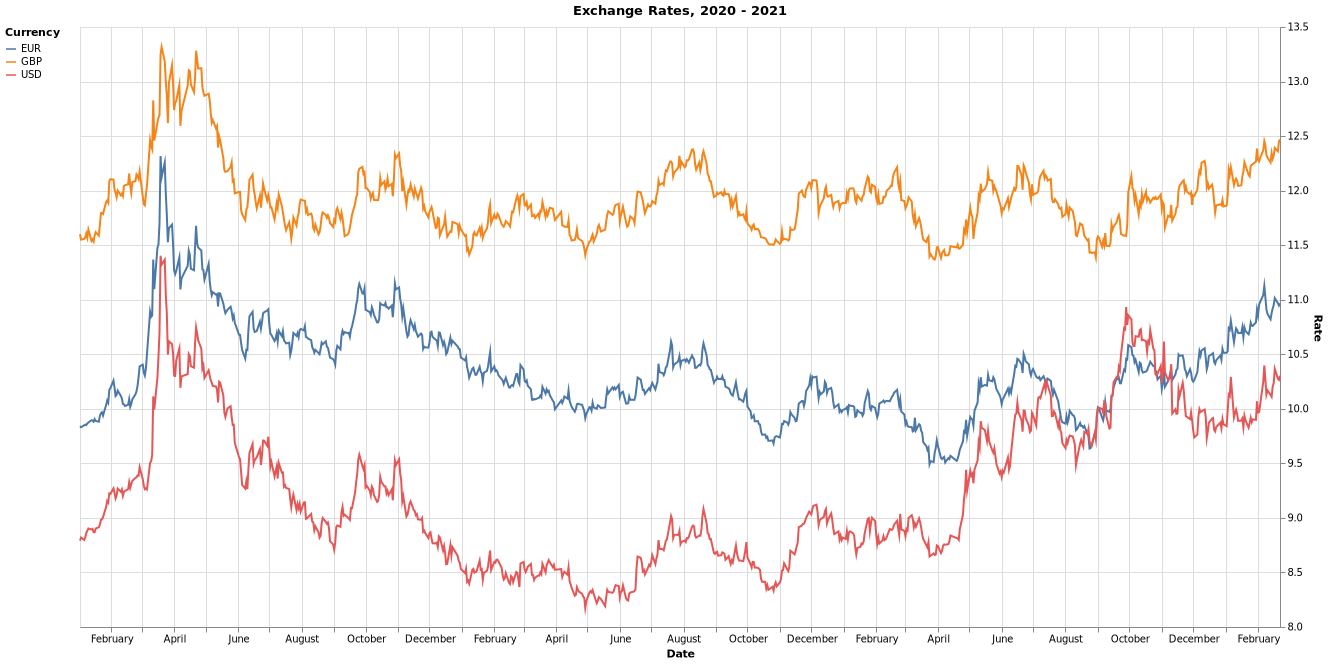 Exchange Rates, 2020 - 2021
Currency
EUR
GBP
USD
13.5
13.0
12.5
12.0
11.5
11.0
10.5
10.0
9.5
9.0
8.5
8.0
Rate
February April June August October December February April June August October December February April June August October December February
Date